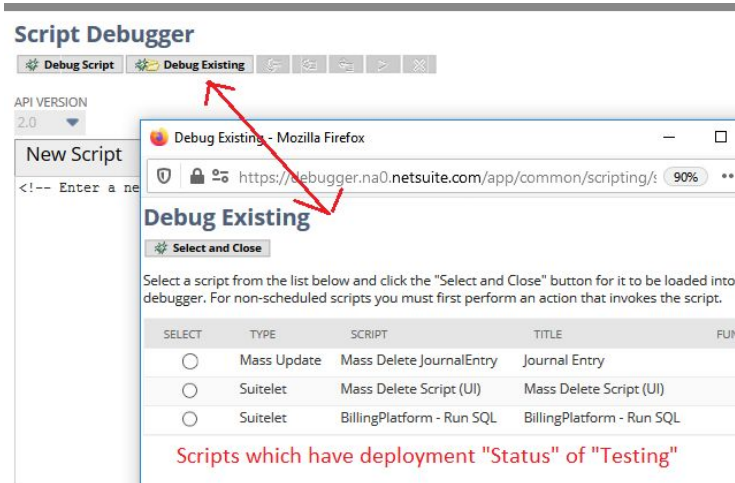 Script Debugger
Debug Script Debug Existing
API VERSION
2.0
New Script
<!-- Enter a ne
Debug Existing - Mozilla Firefox
https://debugger.na0.netsuite.com/app/common/scripting/s 90%
Debug Existing
Select and Close
Select a script from the list below and click the "Select and Close" button for it to be loaded into
debugger. For non-scheduled scripts you must first perform an action that invokes the script.
SELECT TYPE SCRIPT TITLE FUN
Mass Update Mass Delete JournalEntry Journal Entry
Suitelet Mass Delete Script (UI) Mass Delete Script (UI)
Suitelet BillingPlatform - Run SQL BillingPlatform - Run SQL
Scripts which have deployment "Status" of "Testing"